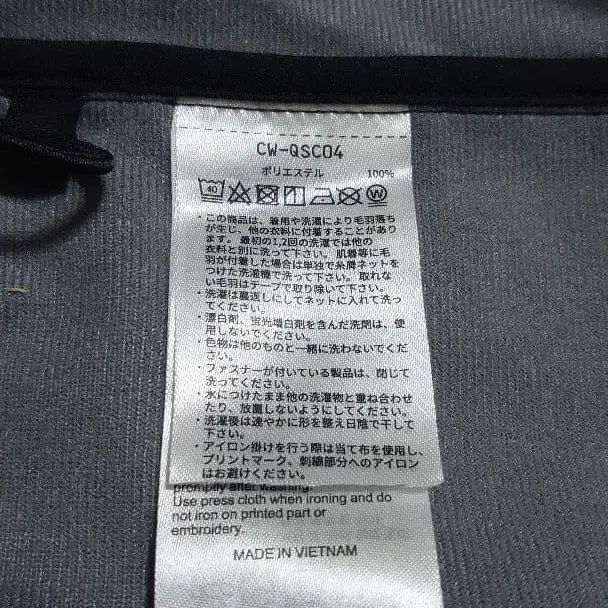 CW-QSC04
ポリエステル 100%
40
W
・この商品は、着用や洗濯により毛羽落ち
が生じ、他の衣料に付着することがあり
ます。最初の1,2回の洗濯では他の
衣料と別に洗って下さい。肌着等に毛
羽が付着した場合は単独で糸屑ネットを
つけた洗濯機で洗って下さい。取れな
い毛羽はテープで取り除いて下さい。
・洗濯は裏返しにしてネットに入れて洗っ
てください。
・漂白剤、蛍光増白剤を含んだ洗剤は、使
用しないでください。
・色物は他のものと一緒に洗わないでくだ
さい。
・ファスナーが付いている製品は、閉じて
洗ってください。
・水につけたまま他の洗濯物と重ね合わせ
たり、放置しないようにしてください。
・洗濯後は速やかに形を整え日陰で干して
下さい。
・アイロン掛けを行う際は当て布を使用し、
プリントマーク、刺繍部分へのアイロン
はお避けください。
promptly after washing.
Use press cloth when ironing and do
not iron on printed part or
embroidery.
MADE IN VIETNAM